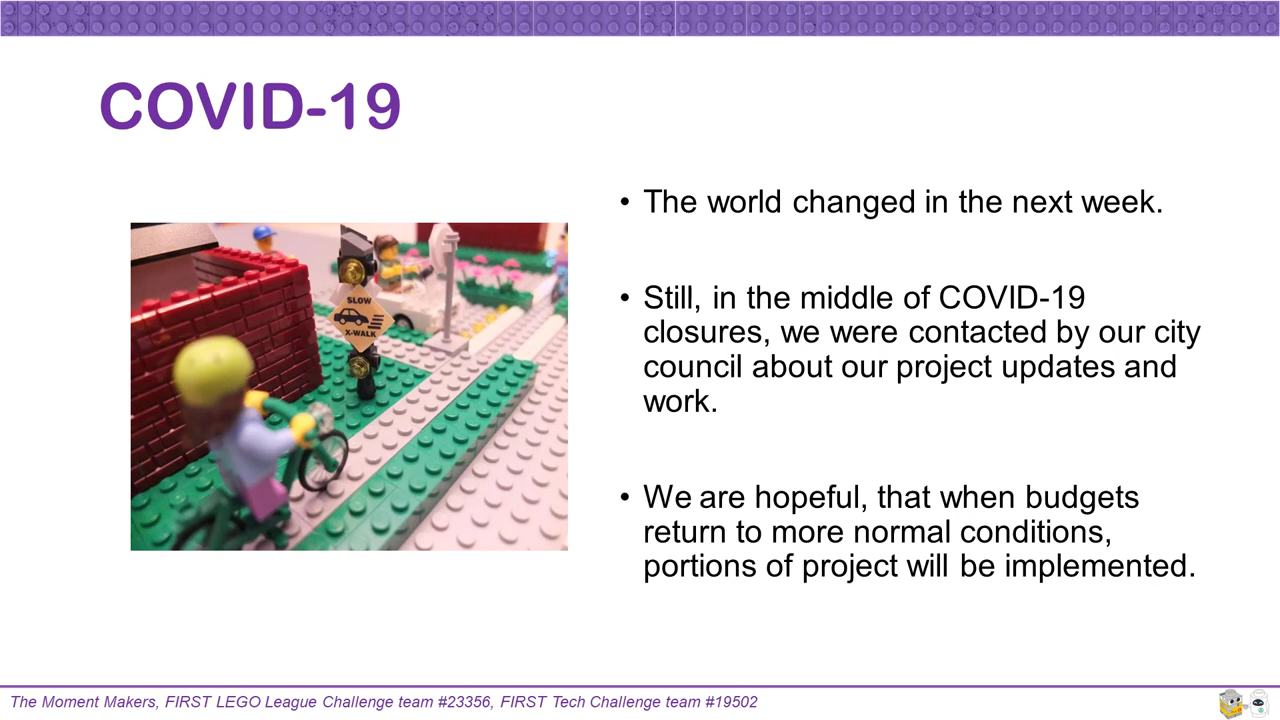 COVID-19
• The world changed in the next week.
• Still, in the middle of COVID-19
closures, we were contacted by our city
council about our project updates and
work.
• We are hopeful, that when budgets
return to more normal conditions,
portions of project will be implemented.
SLOW
X-WALK
The Moment Makers, FIRST LEGO League Challenge team #23356, FIRST Tech Challenge team #19502